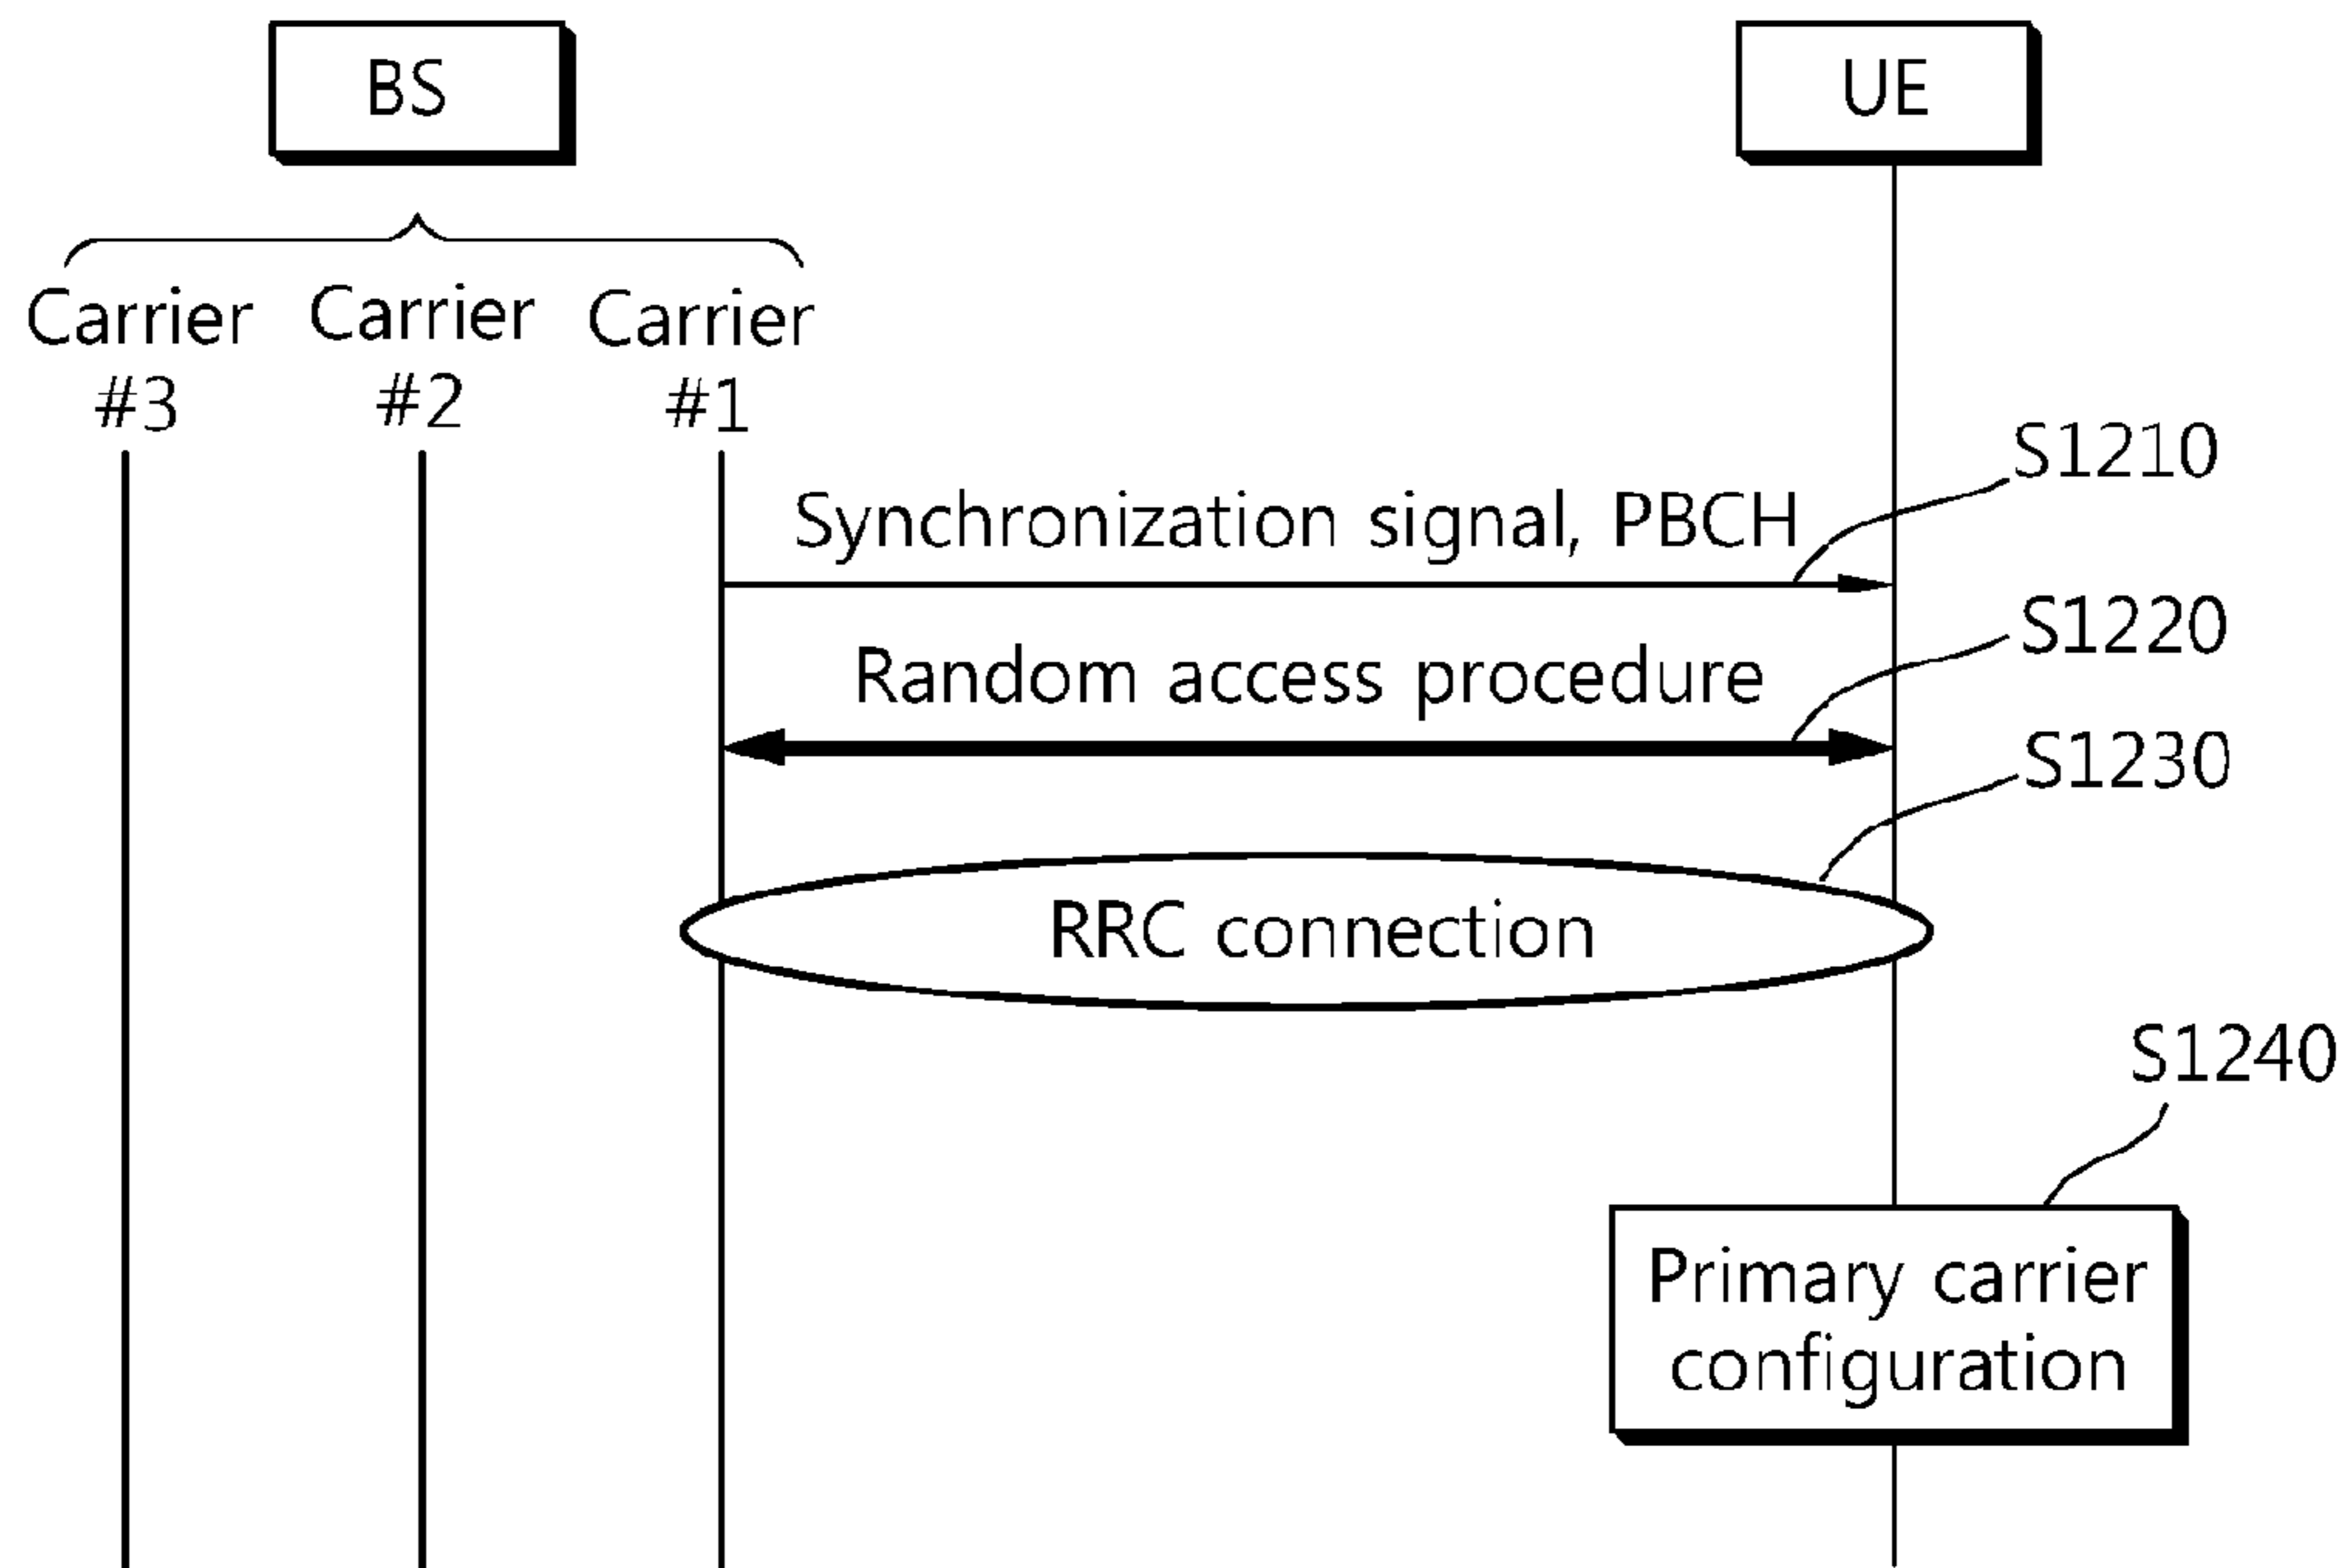 BS
UE
Carrier
#3
Carrier
#2
Carrier
#1
S1210
Synchronization signal, PBCH
S1220
Random access procedure
S1230
RRC connection
S1240
Primary carrier
configuration